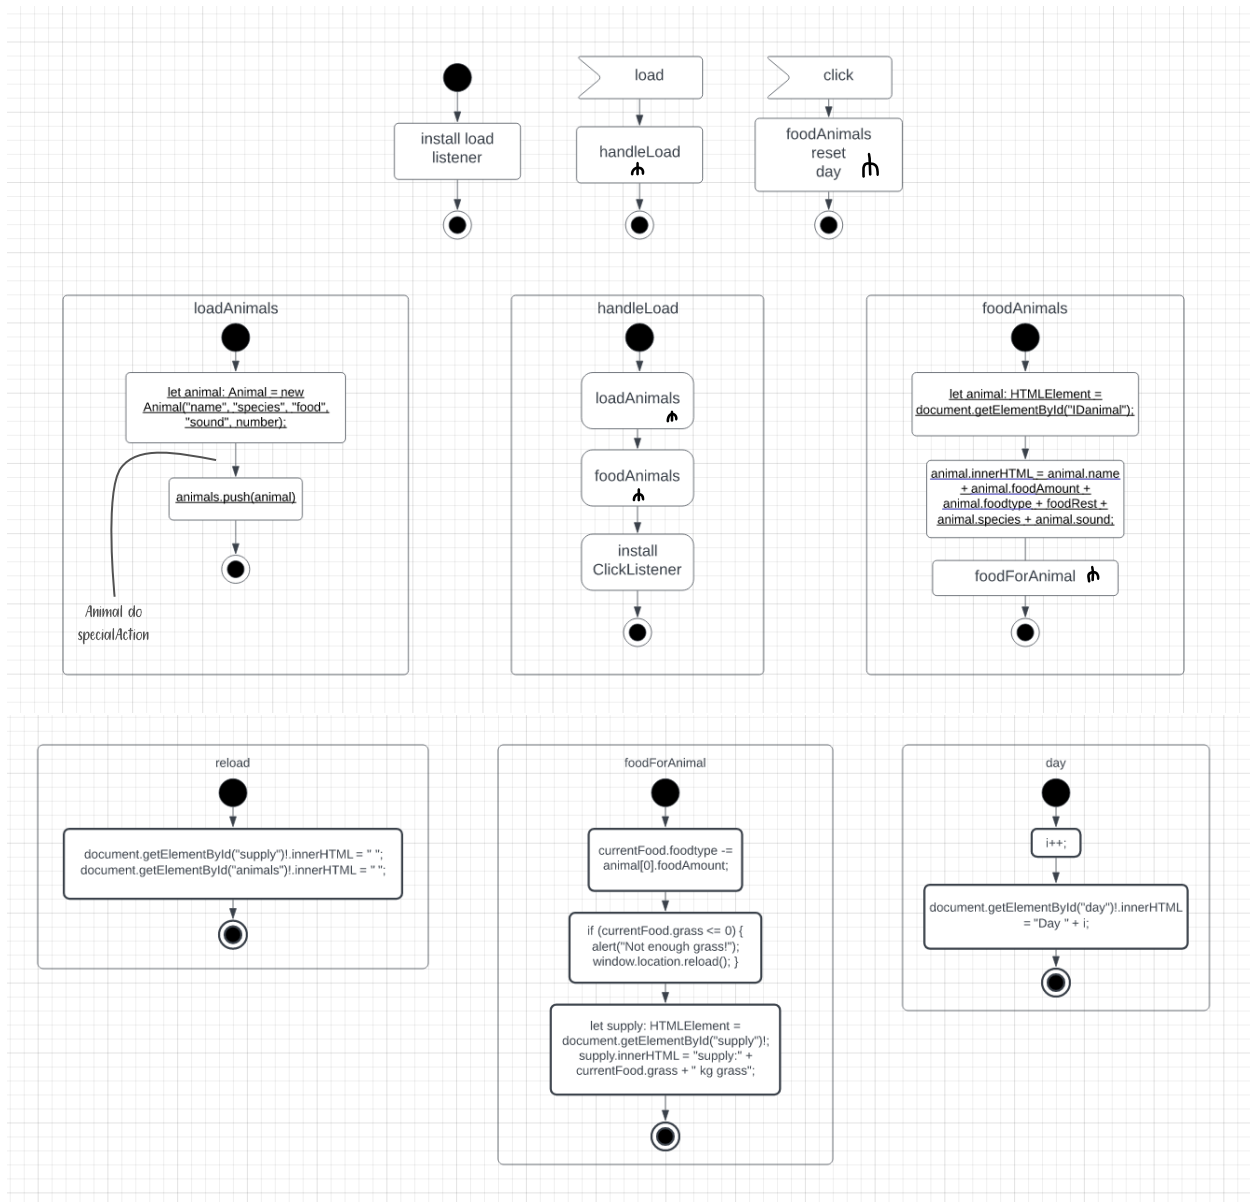 load
click
install load
listener
handleLoad
foodAnimals
reset
day
loadAnimals
let animal: Animal = new
Animal("name", "species", "food",
"sound", number);
animals.push(animal)
Animal do
specialAction
handleLoad
loadAnimals
foodAnimals
install
ClickListener
foodAnimals
let animal: HTMLElement =
document.getElementById("IDanimal");
animal.innerHTML = animal.name
+ animal.foodAmount +
animal.foodtype + foodRest +
animal.species + animal.sound;
foodForAnimal
reload
document.getElementById("supply")!.innerHTML = " ";
document.getElementById("animals")!.innerHTML = " ";
foodForAnimal
currentFood.foodtype -=
animal[0].foodAmount;
if (currentFood.grass <= 0) {
alert("Not enough grass!");
window.location.reload(); }
let supply: HTMLElement =
document.getElementById("supply")!;
supply.innerHTML = "supply:" +
currentFood.grass + " kg grass";
day
i++;
document.getElementById("day")!.innerHTML
= "Day " + i;